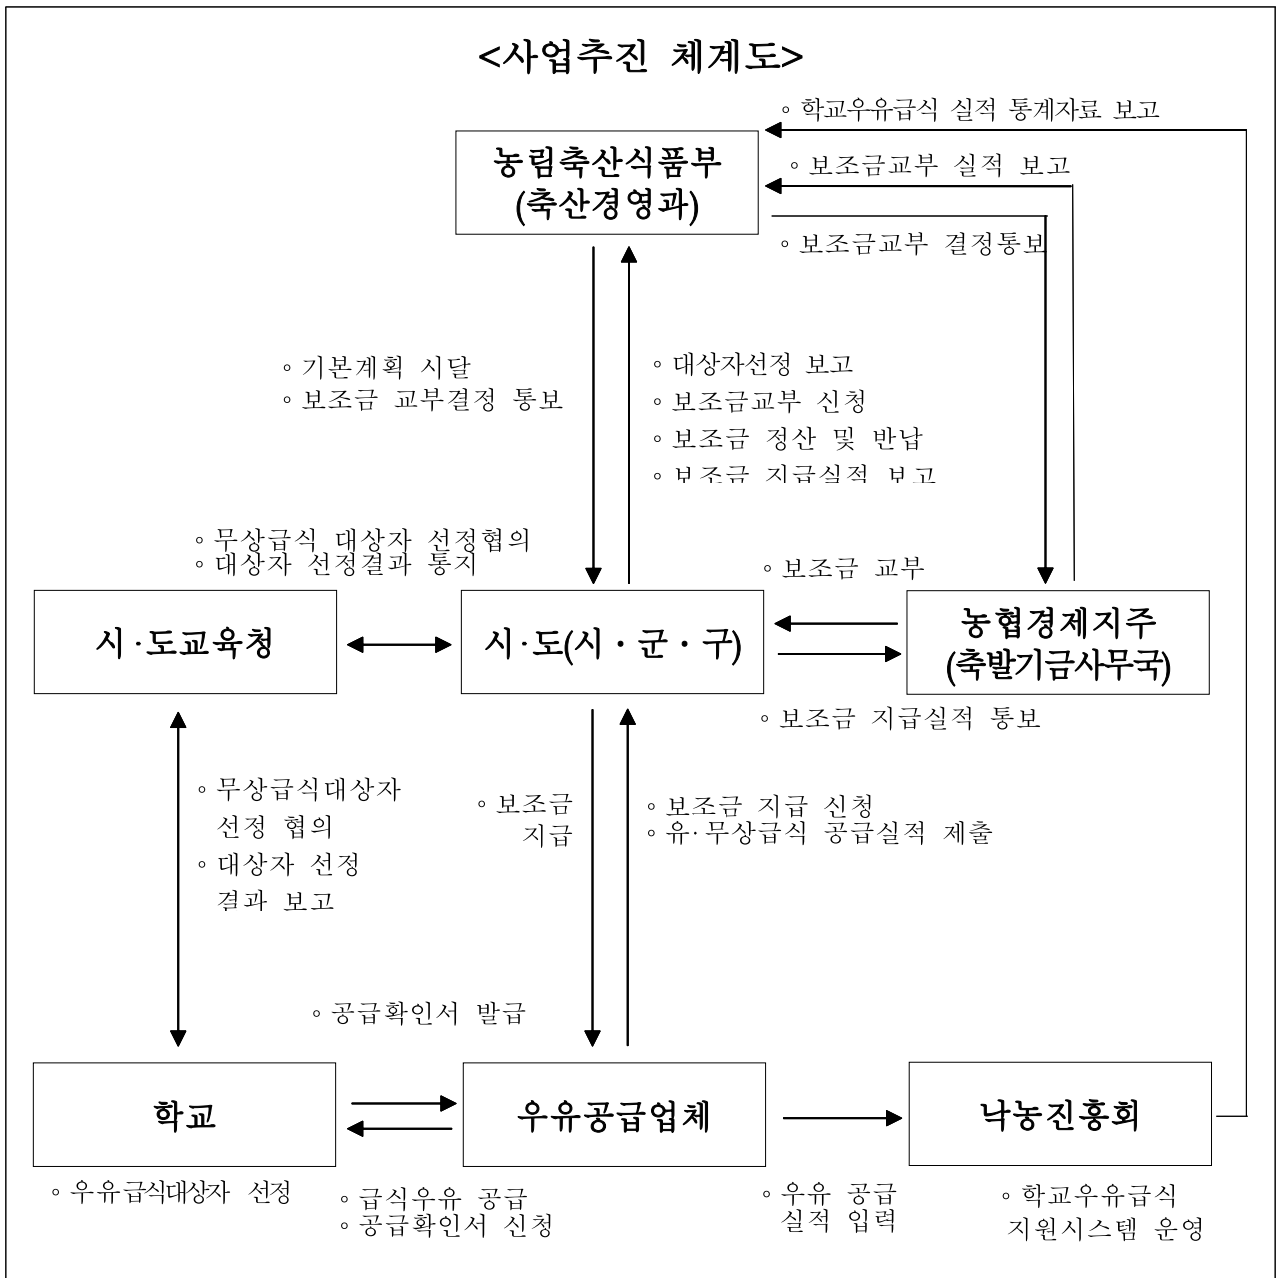 <사업추진 체계도>
◦ 학교우유급식 실적 통계자료 보고
농림축산식품부
(축산경영과)
◦ 보조금교부 실적 보고
◦ 보조금교부 결정통보
◦ 기본계획 시달
◦ 보조금 교부결정 통보
◦ 대상자선정 보고
◦ 보조금교부 신청
◦ 보조금 정산 및 반납
◦ 보조금 지급실적 보고
◦ 무상급식 대상자 선정협의
◦ 대상자 선정결과 통지
◦ 보조금 교부
시·도교육청
시·도(시·군·구)
농협경제지주
(축발기금사무국)
◦ 보조금 지급실적 통보
◦ 무상급식대상자
선정 협의
◦ 대상자 선정
결과 보고
◦ 보조금
지급
◦ 보조금 지급 신청
◦ 유·무상급식 공급실적 제출
◦ 공급확인서 발급
학교
우유공급업체
낙농진흥회
◦ 우유급식대상자 선정
◦ 급식우유 공급
◦ 공급확인서 신청
◦ 우유 공급
실적 입력
◦ 학교우유급식
지원시스템 운영